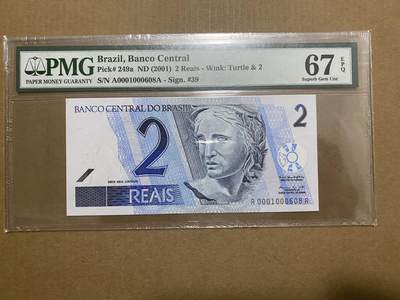 PMG
PAPER MONEY GUARANTY
Brazil, Banco Central
Pick# 249a ND (2001) 2 Reais - Wmk: Turtle & 2
S/N A0001000608A - Sign. #39
67 EPQ
Superb Gem Unc
BANCO CENTRAL DO BRASIL
2
2
REAIS
A 0001000608 A